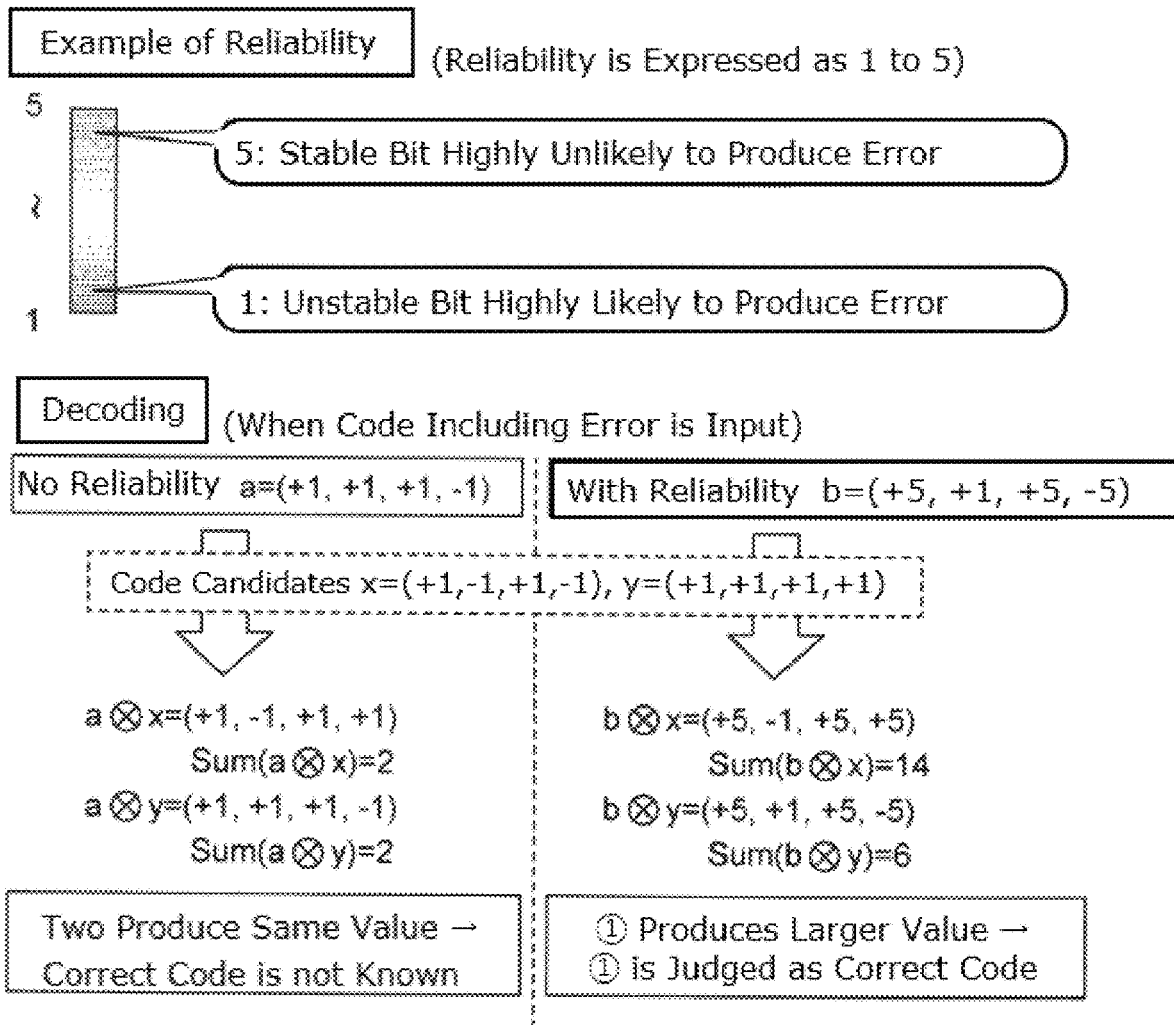 Example of Reliability (Reliability is Expressed as 1 to 5)
5
5: Stable Bit Highly Unlikely to Produce Error
≀
1: Unstable Bit Highly Likely to Produce Error
1
Decoding (When Code Including Error is Input)
No Reliability a=(+1, +1, +1, -1)
With Reliability b=(+5, +1, +5, -5)
Code Candidates x=(+1,-1,+1,-1), y=(+1,+1,+1,+1)
a⊗x=(+1, -1, +1, +1)
Sum(a⊗x)=2
a⊗y=(+1, +1, +1, -1)
Sum(a⊗y)=2
b⊗x=(+5, -1, +5, +5)
Sum(b⊗x)=14
b⊗y=(+5, +1, +5, -5)
Sum(b⊗y)=6
Two Produce Same Value →
Correct Code is not Known
① Produces Larger Value →
① is Judged as Correct Code